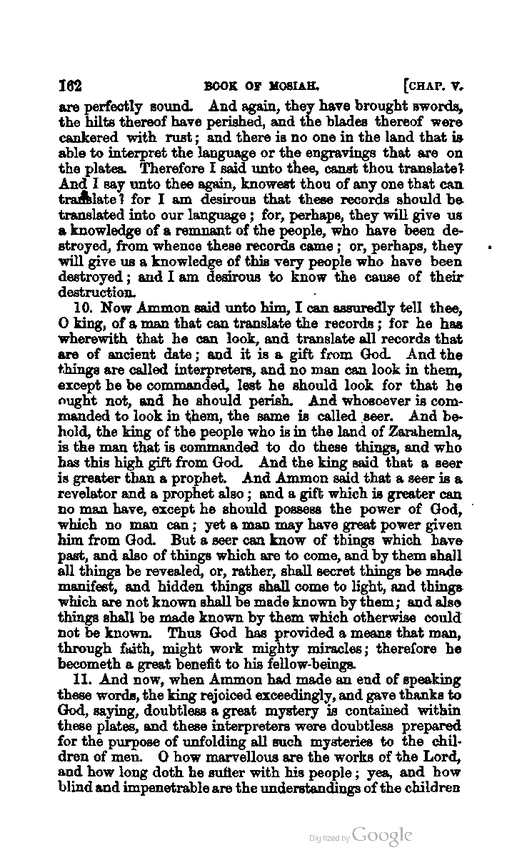 162 BOOK OF MOSIAH. [CHAP. V.
are perfectly sound. And again, they have brought swords,
the hilts thereof have perished, and the blades thereof were
cankered with rust; and there is no one in the land that is
able to interpret the language or the engravings that are on
the plates. Therefore I said unto thee, canst thou translate?
And I say unto thee again, knowest thou of any one that can
translate? for I am desirous that these records should be
translated into our language; for, perhaps, they will give us
a knowledge of a remnant of the people, who have been de-
stroyed, from whence these records came; or, perhaps, they
will give us a knowledge of this very people who have been
destroyed; and I am desirous to know the cause of their
destruction.
10. Now Ammon said unto him, I can assuredly tell thee,
O king, of a man that can translate the records; for he has
wherewith that he can look, and translate all records that
are of ancient date; and it is a gift from God. And the
things are called interpreters, and no man can look in them,
except he be commanded, lest he should look for that he
ought not, and he should perish. And whosoever is com-
manded to look in them, the same is called seer. And be-
hold, the king of the people who is in the land of Zarahemla,
is the man that is commanded to do these things, and who
has this high gift from God. And the king said that a seer
is greater than a prophet. And Ammon said that a seer is a
revelator and a prophet also; and a gift which is greater can
no man have, except he should possess the power of God,
which no man can; yet a man may have great power given
him from God. But a seer can know of things which have
past, and also of things which are to come, and by them shall
all things be revealed, or, rather, shall secret things be made
manifest, and hidden things shall come to light, and things
which are not known shall be made known by them; and also
things shall be made known by them which otherwise could
not be known. Thus God has provided a means that man,
through faith, might work mighty miracles; therefore he
becometh a great benefit to his fellow-beings.
11. And now, when Ammon had made an end of speaking
these words, the king rejoiced exceedingly, and gave thanks to
God, saying, doubtless a great mystery is contained within
these plates, and these interpreters were doubtless prepared
for the purpose of unfolding all such mysteries to the chil-
dren of men. O how marvellous are the works of the Lord,
and how long doth he suffer with his people; yea, and how
blind and impenetrable are the understandings of the children
Digitized by Google